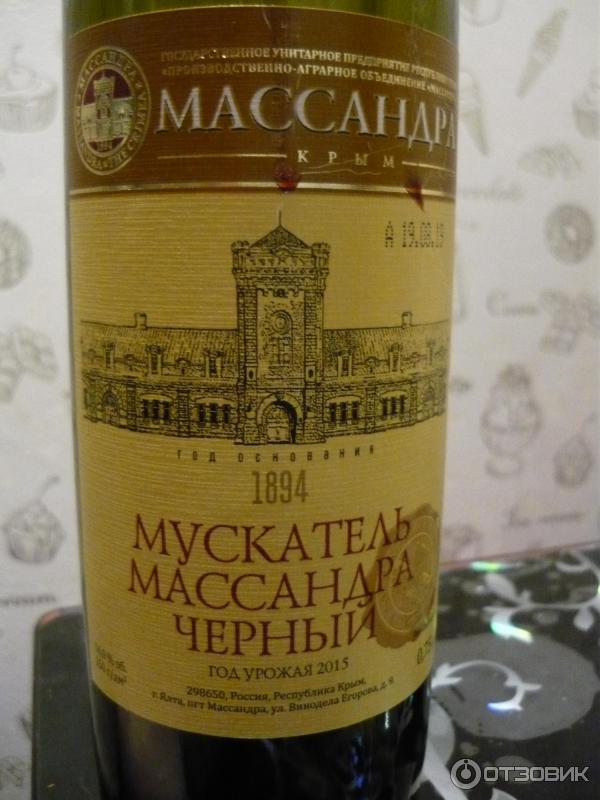 ГОСУДАРСТВЕННОЕ УНИТАРНОЕ ПРЕДПРИЯТИЕ
«ПРОИЗВОДСТВЕННО-АГРАРНОЕ ОБЪЕДИНЕНИЕ
МАССАНДРА
МАССАНДРА
КРЫМ
А 19.08.19
год основания
1894
МУСКАТЕЛЬ
МАССАНДРА
ЧЕРНЫЙ
ГОД УРОЖАЯ 2015
298650, Россия, Республика Крым,
г. Ялта, пгт Массандра, ул. Винодела Егорова, д. 9.
ОТЗОВИК